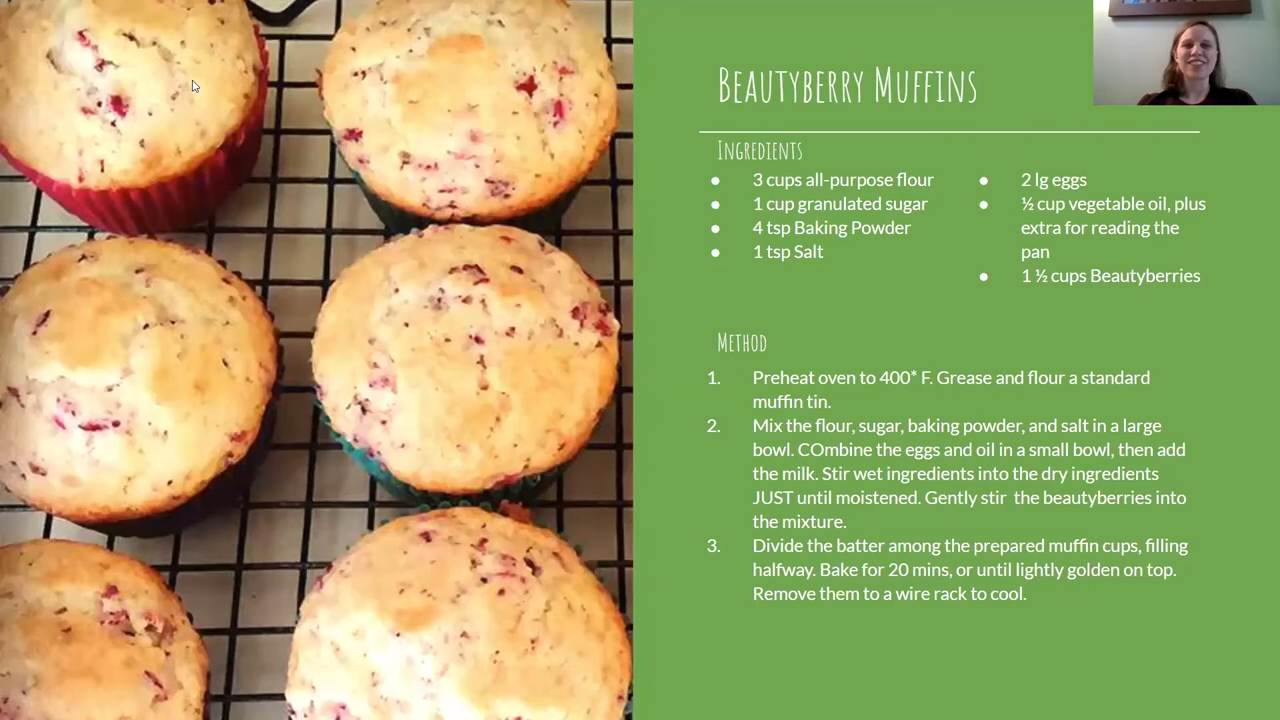 Beautyberry Muffins
Ingredients
● 3 cups all-purpose flour
● 1 cup granulated sugar
● 4 tsp Baking Powder
● 1 tsp Salt
● 2 lg eggs
● ½ cup vegetable oil, plus
extra for reading the
pan
● 1 ½ cups Beautyberries
Method
1. Preheat oven to 400* F. Grease and flour a standard
muffin tin.
2. Mix the flour, sugar, baking powder, and salt in a large
bowl. COmbine the eggs and oil in a small bowl, then add
the milk. Stir wet ingredients into the dry ingredients
JUST until moistened. Gently stir the beautyberries into
the mixture.
3. Divide the batter among the prepared muffin cups, filling
halfway. Bake for 20 mins, or until lightly golden on top.
Remove them to a wire rack to cool.